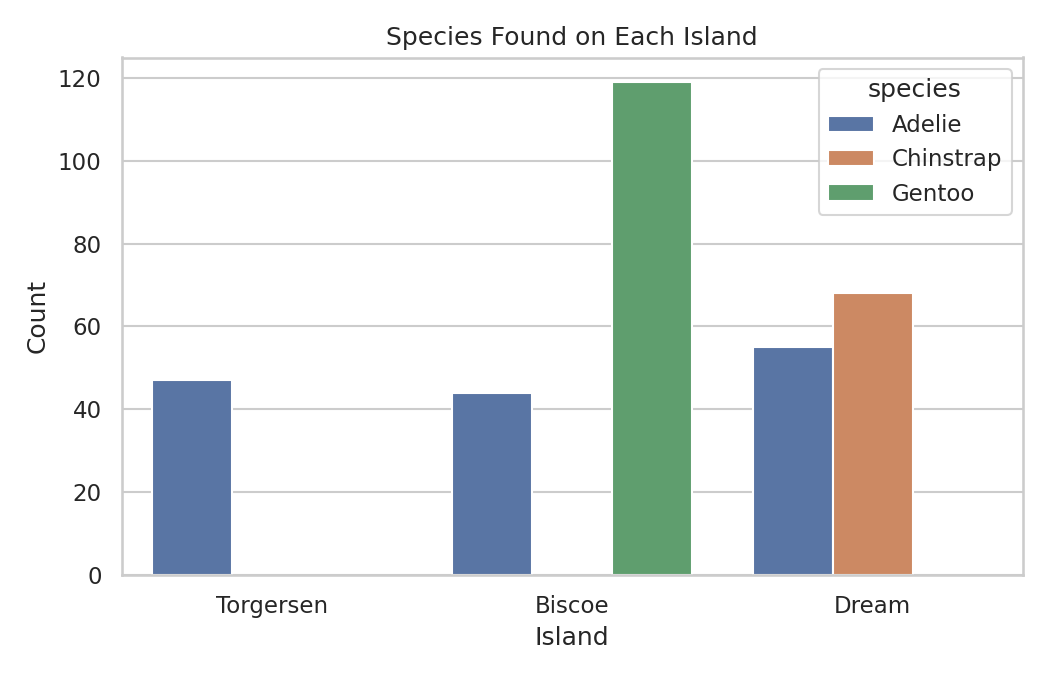 Species Found on Each Island
120
100
80
60
40
20
0
Count
species
Adelie
Chinstrap
Gentoo
Torgersen
Biscoe
Dream
Island